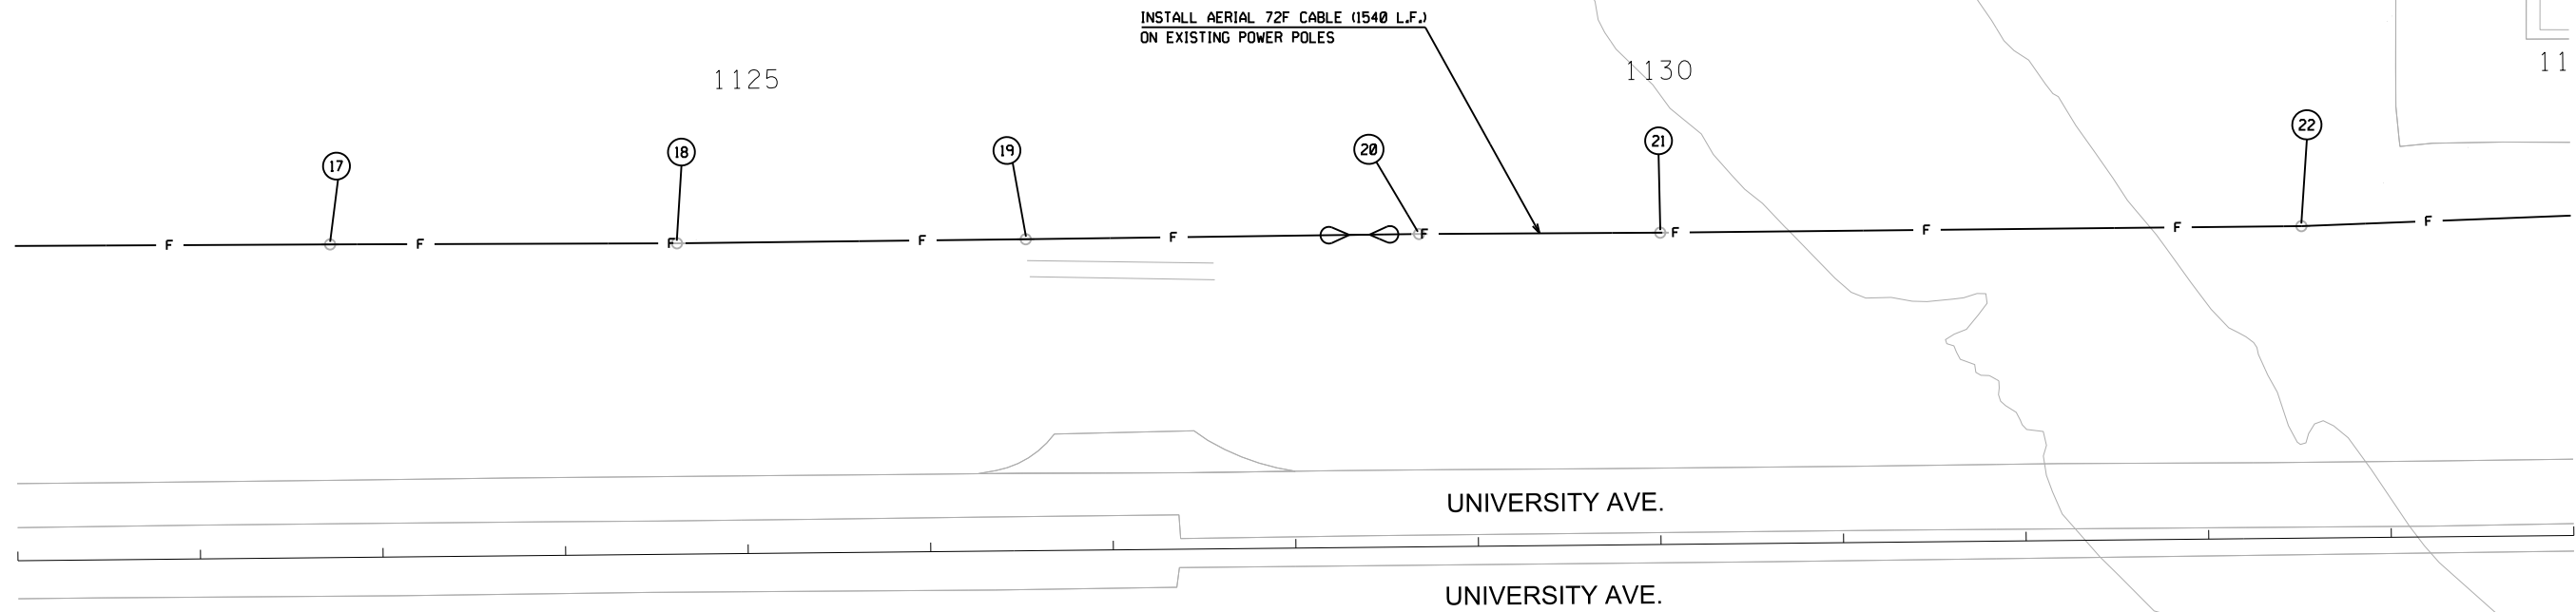 INSTALL AERIAL 72F CABLE (1540 L.F.)
ON EXISTING POWER POLES
1125
1130
11
17
18
19
20
21
22
F F F F F F F F F F
UNIVERSITY AVE.
UNIVERSITY AVE.